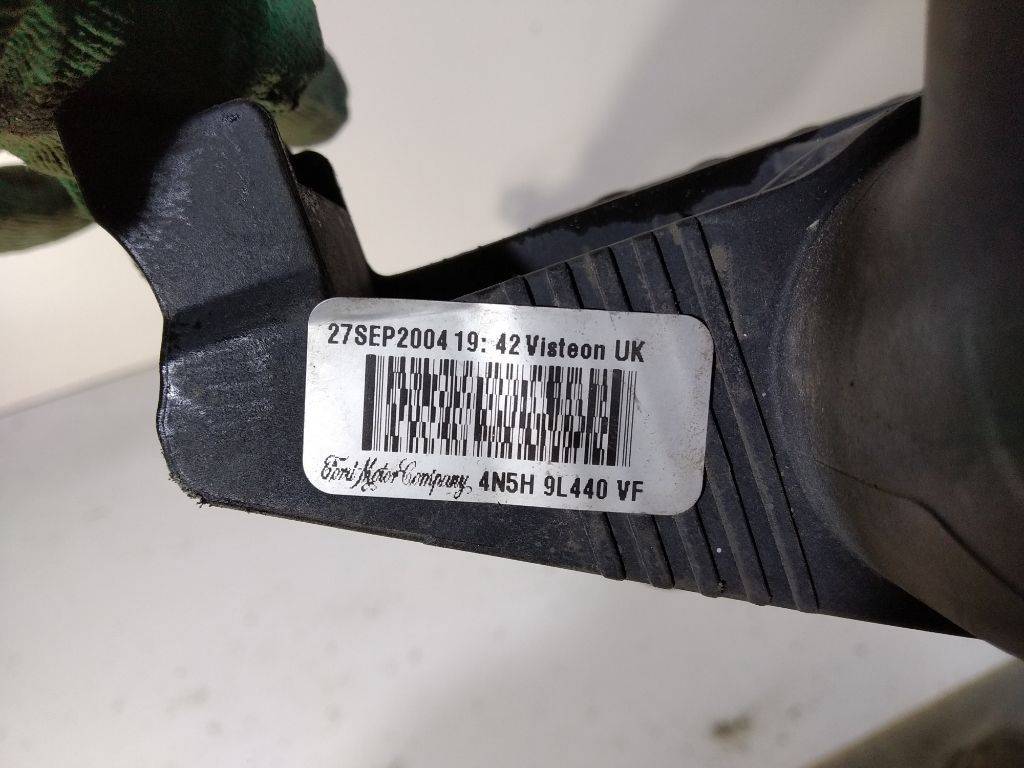 27SEP2004 19: 42 Visteon UK
Ford Motor Company 4N5H 9L440 VF